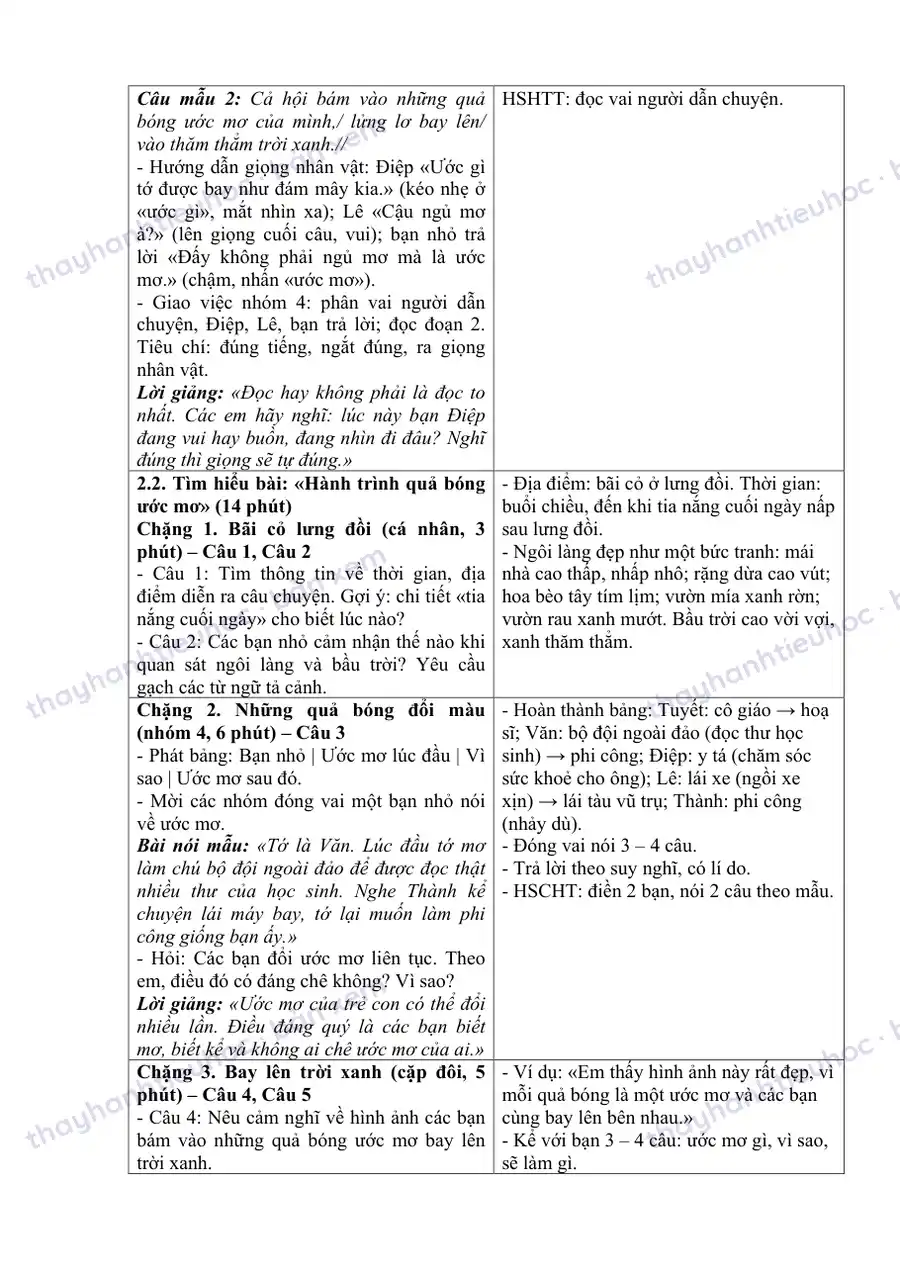 Câu mẫu 2: Cả hội bám vào những quả
bóng ước mơ của mình,/ lửng lơ bay lên/
vào thăm thẳm trời xanh.//
- Hướng dẫn giọng nhân vật: Điệp «Ước gì
tớ được bay như đám mây kia.» (kéo nhẹ ở
«ước gì», mắt nhìn xa); Lê «Cậu ngủ mơ
à?» (lên giọng cuối câu, vui); bạn nhỏ trả
lời «Đấy không phải ngủ mơ mà là ước
mơ.» (chậm, nhấn «ước mơ»).
- Giao việc nhóm 4: phân vai người dẫn
chuyện, Điệp, Lê, bạn trả lời; đọc đoạn 2.
Tiêu chí: đúng tiếng, ngắt đúng, ra giọng
nhân vật.
Lời giảng: «Đọc hay không phải là đọc to
nhất. Các em hãy nghĩ: lúc này bạn Điệp
đang vui hay buồn, đang nhìn đi đâu? Nghĩ
đúng thì giọng sẽ tự đúng.»
HSHTT: đọc vai người dẫn chuyện.
2.2. Tìm hiểu bài: «Hành trình quả bóng
ước mơ» (14 phút)
Chặng 1. Bãi cỏ lưng đồi (cá nhân, 3
phút) – Câu 1, Câu 2
- Câu 1: Tìm thông tin về thời gian, địa
điểm diễn ra câu chuyện. Gợi ý: chi tiết «tia
nắng cuối ngày» cho biết lúc nào?
- Câu 2: Các bạn nhỏ cảm nhận thế nào khi
quan sát ngôi làng và bầu trời? Yêu cầu
gạch các từ ngữ tả cảnh.
- Địa điểm: bãi cỏ ở lưng đồi. Thời gian:
buổi chiều, đến khi tia nắng cuối ngày nấp
sau lưng đồi.
- Ngôi làng đẹp như một bức tranh: mái
nhà cao thấp, nhấp nhô; rặng dừa cao vút;
hoa bèo tây tím lịm; vườn mía xanh rờn;
vườn rau xanh mướt. Bầu trời cao vời vợi,
xanh thăm thẳm.
Chặng 2. Những quả bóng đổi màu
(nhóm 4, 6 phút) – Câu 3
- Phát bảng: Bạn nhỏ | Ước mơ lúc đầu | Vì
sao | Ước mơ sau đó.
- Mời các nhóm đóng vai một bạn nhỏ nói
về ước mơ.
Bài nói mẫu: «Tớ là Văn. Lúc đầu tớ mơ
làm chú bộ đội ngoài đảo để được đọc thật
nhiều thư của học sinh. Nghe Thành kể
chuyện lái máy bay, tớ lại muốn làm phi
công giống bạn ấy.»
- Hỏi: Các bạn đổi ước mơ liên tục. Theo
em, điều đó có đáng chê không? Vì sao?
Lời giảng: «Ước mơ của trẻ con có thể đổi
nhiều lần. Điều đáng quý là các bạn biết
mơ, biết kể và không ai chê ước mơ của ai.»
- Hoàn thành bảng: Tuyết: cô giáo → hoạ
sĩ; Văn: bộ đội ngoài đảo (đọc thư học
sinh) → phi công; Điệp: y tá (chăm sóc
sức khoẻ cho ông); Lê: lái xe (ngồi xe
xịn) → lái tàu vũ trụ; Thành: phi công
(nhảy dù).
- Đóng vai nói 3 – 4 câu.
- Trả lời theo suy nghĩ, có lí do.
- HSCHT: điền 2 bạn, nói 2 câu theo mẫu.
Chặng 3. Bay lên trời xanh (cặp đôi, 5
phút) – Câu 4, Câu 5
- Câu 4: Nêu cảm nghĩ về hình ảnh các bạn
bám vào những quả bóng ước mơ bay lên
trời xanh.
- Ví dụ: «Em thấy hình ảnh này rất đẹp, vì
mỗi quả bóng là một ước mơ và các bạn
cùng bay lên bên nhau.»
- Kể với bạn 3 – 4 câu: ước mơ gì, vì sao,
sẽ làm gì.
thayhanhtieuhoc · bản xem
thayhanhtieuhoc · b
thayhanhtieuhoc · bản xem
thayhanhtieuhoc · b
thayhanhtieuhoc · bản xem
thayhanhtieuhoc · b